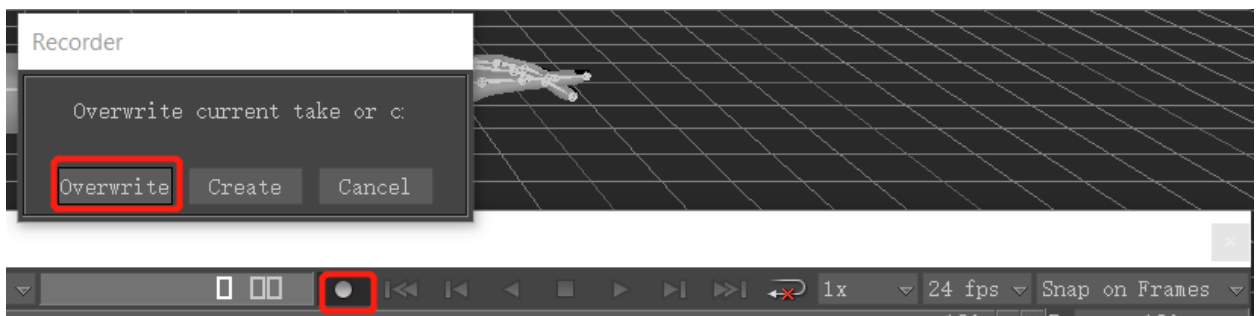 Recorder
Overwrite current take or c
Overwrite Create Cancel
1x 24 fps Snap on Frames